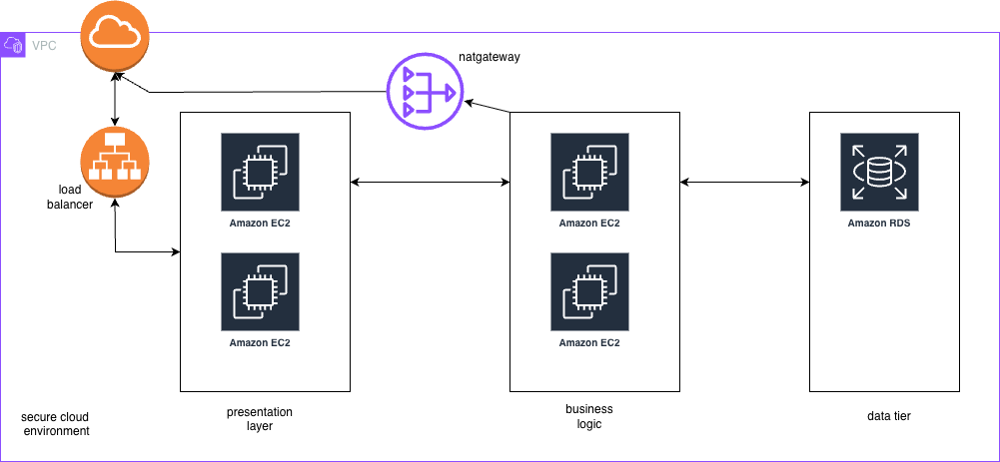 VPC
natgateway
load
balancer
Amazon EC2
Amazon EC2
Amazon RDS
Amazon EC2
Amazon EC2
secure cloud
environment
presentation
layer
business
logic
data tier